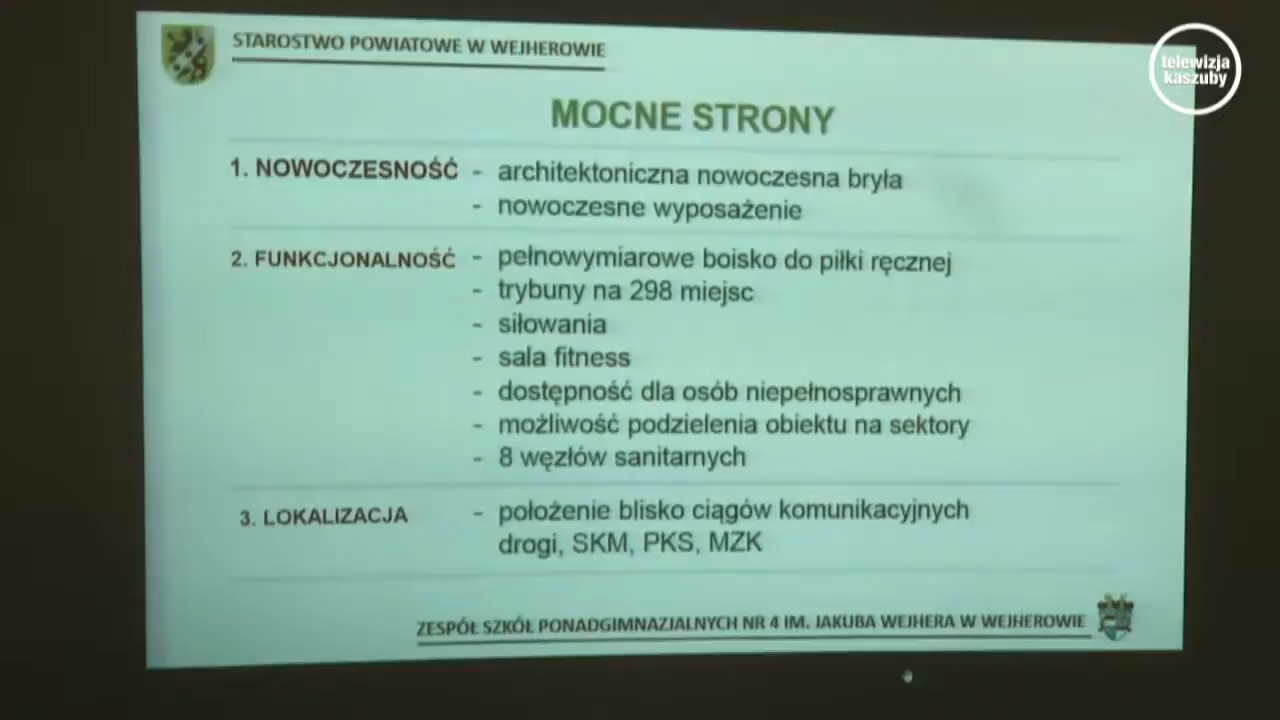 STAROSTWO POWIATOWE W WEJHEROWIE
telewizja
kaszuby
MOCNE STRONY
1. NOWOCZESNOŚĆ - architektoniczna nowoczesna bryła
- nowoczesne wyposażenie
2. FUNKCJONALNOŚĆ - pełnowymiarowe boisko do piłki ręcznej
- trybuny na 298 miejsc
- siłowania
- sala fitness
- dostępność dla osób niepełnosprawnych
- możliwość podzielenia obiektu na sektory
- 8 węzłów sanitarnych
3. LOKALIZACJA - położenie blisko ciągów komunikacyjnych
drogi, SKM, PKS, MZK
ZESPÓŁ SZKÓŁ PONADGIMNAZJALNYCH NR 4 IM. JAKUBA WEJHERA W WEJHEROWIE